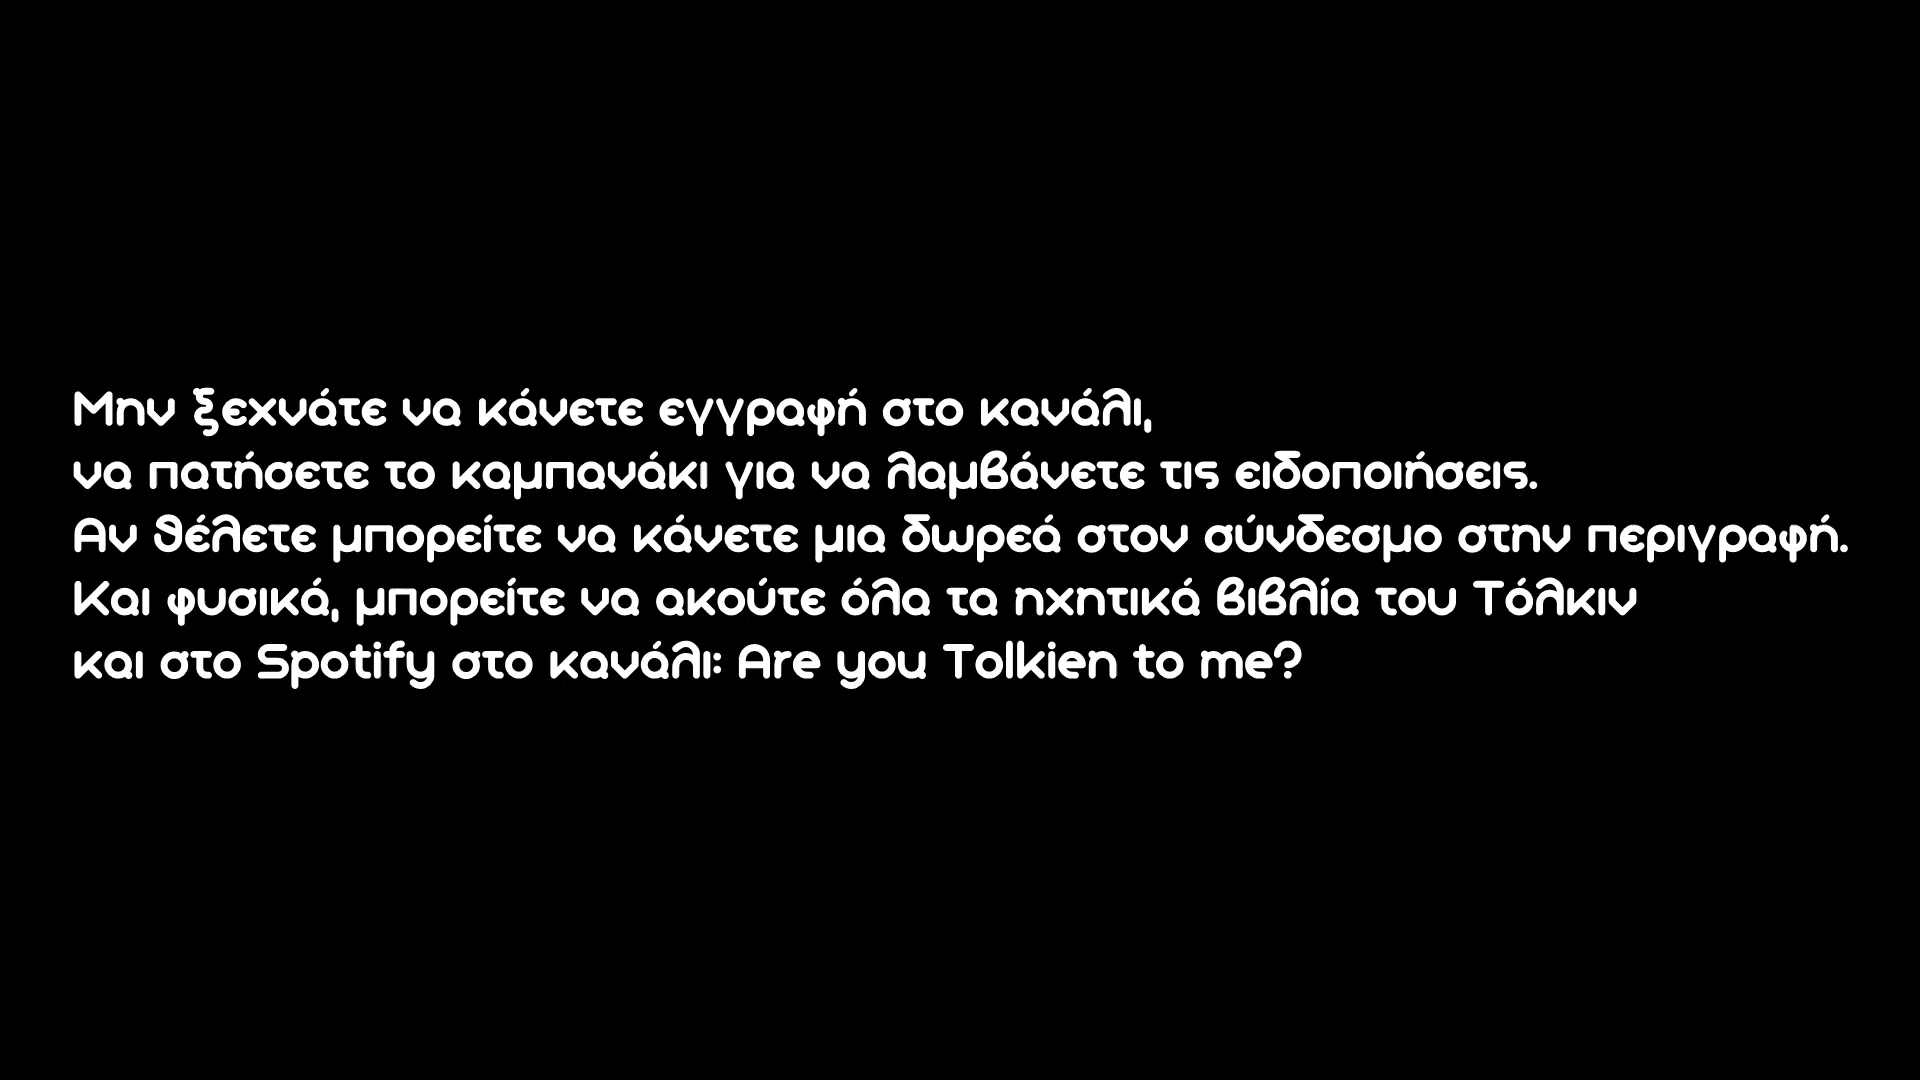 Μην ξεχνάτε να κάνετε εγγραφή στο κανάλι,
να πατήσετε το καμπανάκι για να λαμβάνετε τις ειδοποιήσεις.
Αν θέλετε μπορείτε να κάνετε μια δωρεά στον σύνδεσμο στην περιγραφή.
Και φυσικά, μπορείτε να ακούτε όλα τα ηχητικά βιβλία του Τόλκιν
και στο Spotify στο κανάλι: Are you Tolkien to me?